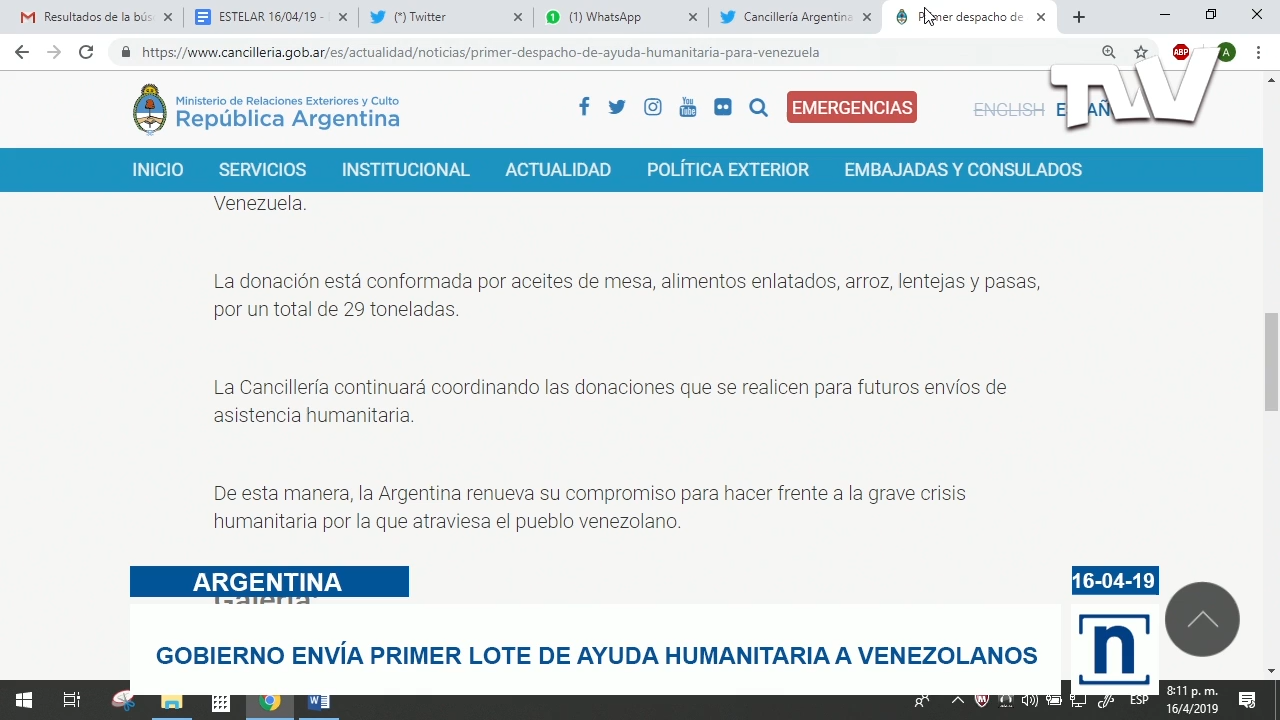 Resultados de la bús
ESTELAR 16/04/19 -
(*) Twitter
(1) WhatsApp
Cancillería Argentina
despacho de
https://www.cancilleria.gob.ar/es/actualidad/noticias/primer-despacho-de-ayuda-humanitaria-para-venezuela
ABP
A
Ministerio de Relaciones Exteriores y Culto
República Argentina
You Tube
EMERGENCIAS
ENGLISH
TVV
INICIO SERVICIOS INSTITUCIONAL ACTUALIDAD POLÍTICA EXTERIOR EMBAJADAS Y CONSULADOS
Venezuela.
La donación está conformada por aceites de mesa, alimentos enlatados, arroz, lentejas y pasas,
por un total de 29 toneladas.
La Cancillería continuará coordinando las donaciones que se realicen para futuros envíos de
asistencia humanitaria.
De esta manera, la Argentina renueva su compromiso para hacer frente a la grave crisis
humanitaria por la que atraviesa el pueblo venezolano.
Galería
ARGENTINA
16-04-19
GOBIERNO ENVÍA PRIMER LOTE DE AYUDA HUMANITARIA A VENEZOLANOS
n
ESP
8:11 p. m.
16/4/2019